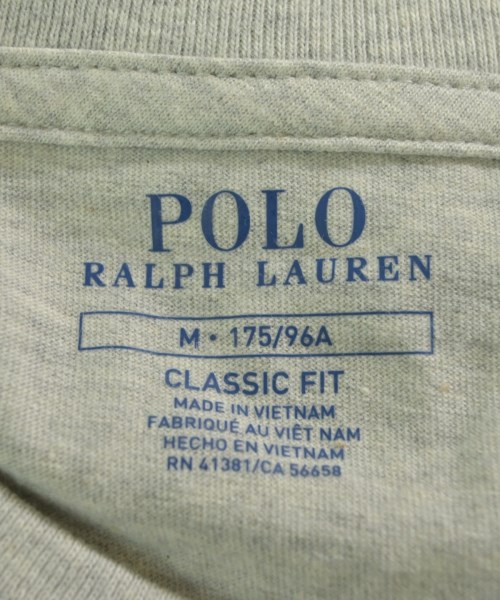 POLO
RALPH LAUREN
M • 175/96A
CLASSIC FIT
MADE IN VIETNAM
FABRIQUÉ AU VIÊT NAM
HECHO EN VIETNAM
RN 41381/CA 56658